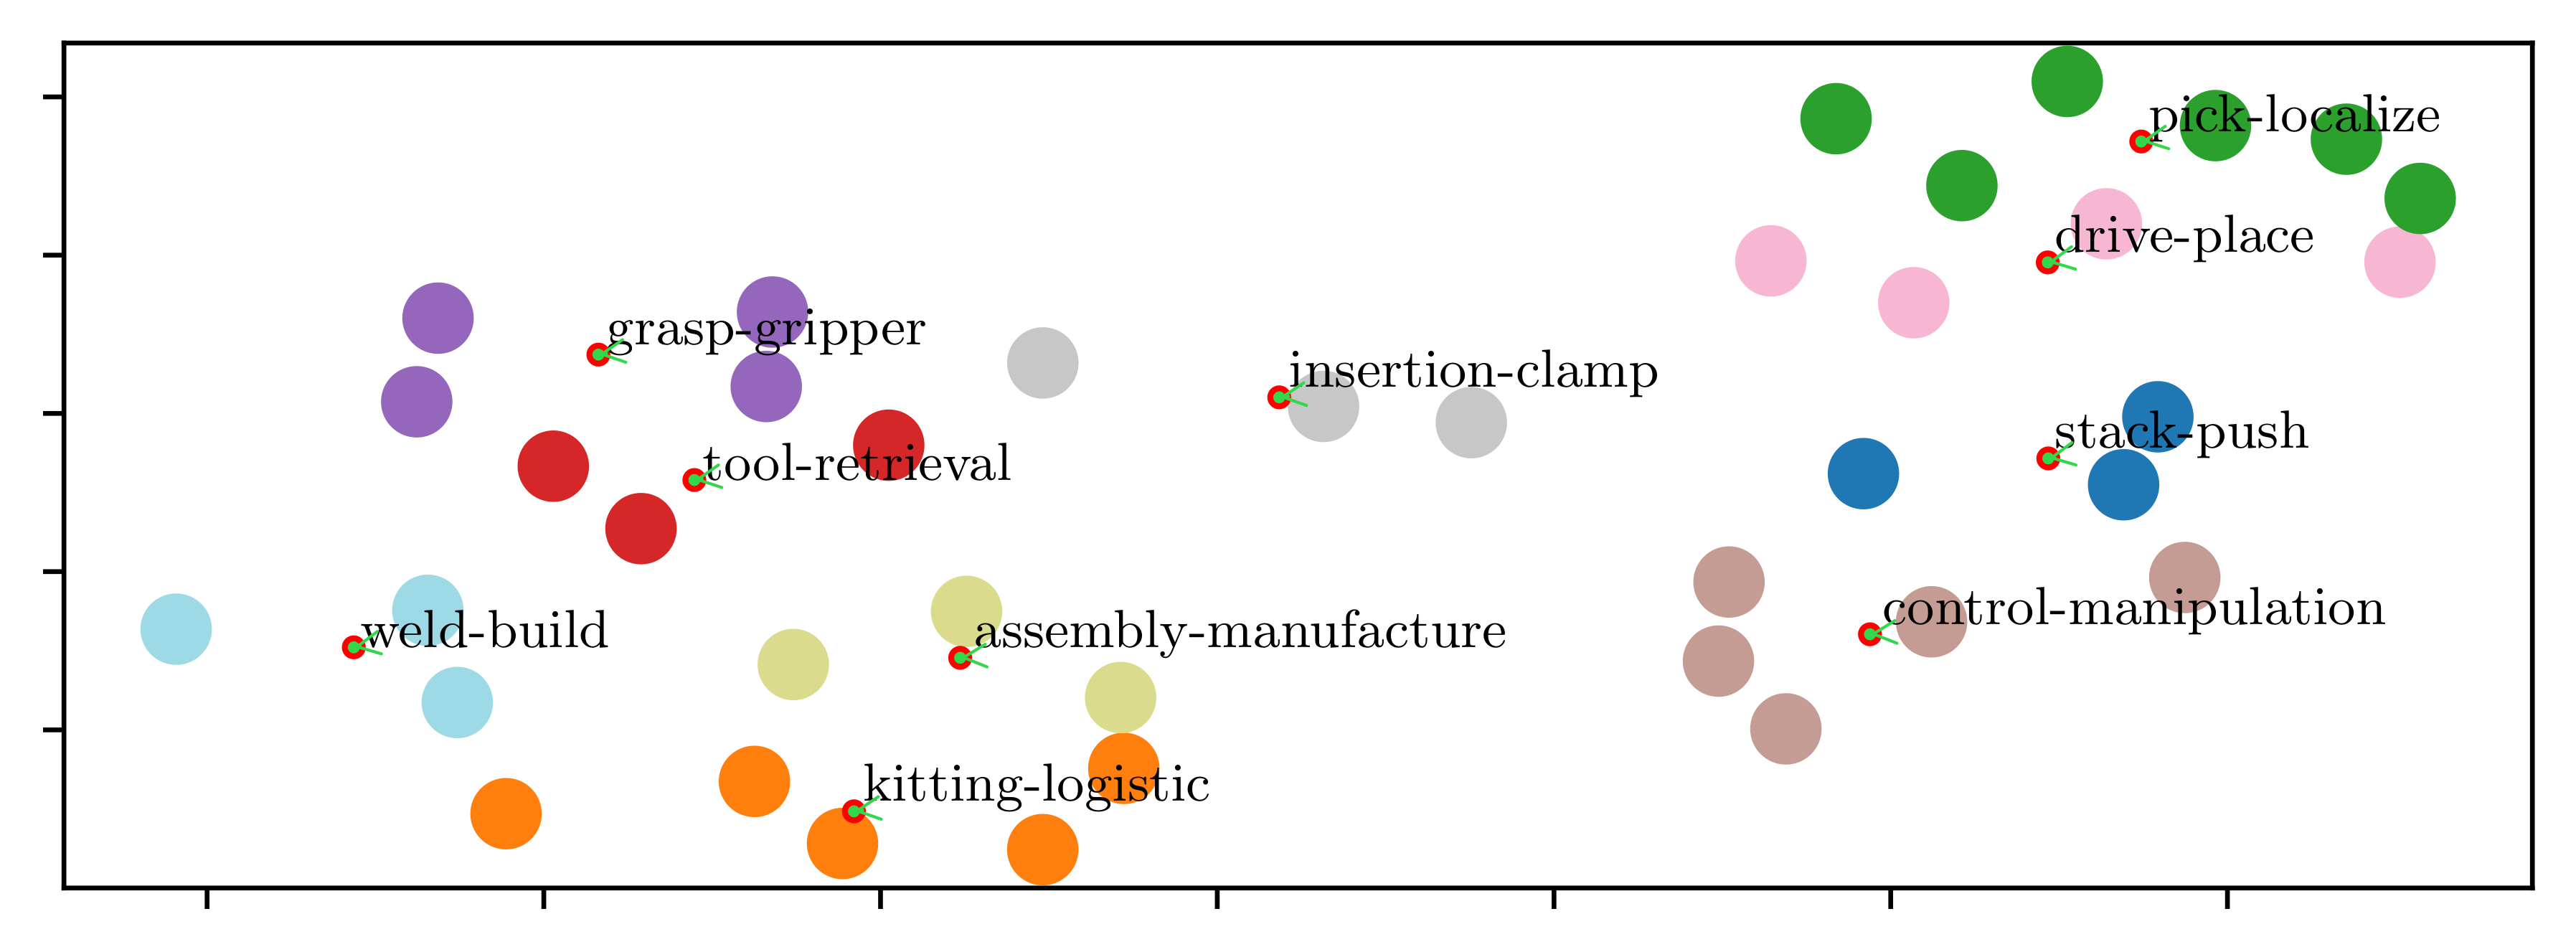 pick-localize
drive-place
grasp-gripper
insertion-clamp
stack-push
tool-retrieval
control-manipulation
weld-build
assembly-manufacture
kitting-logistic